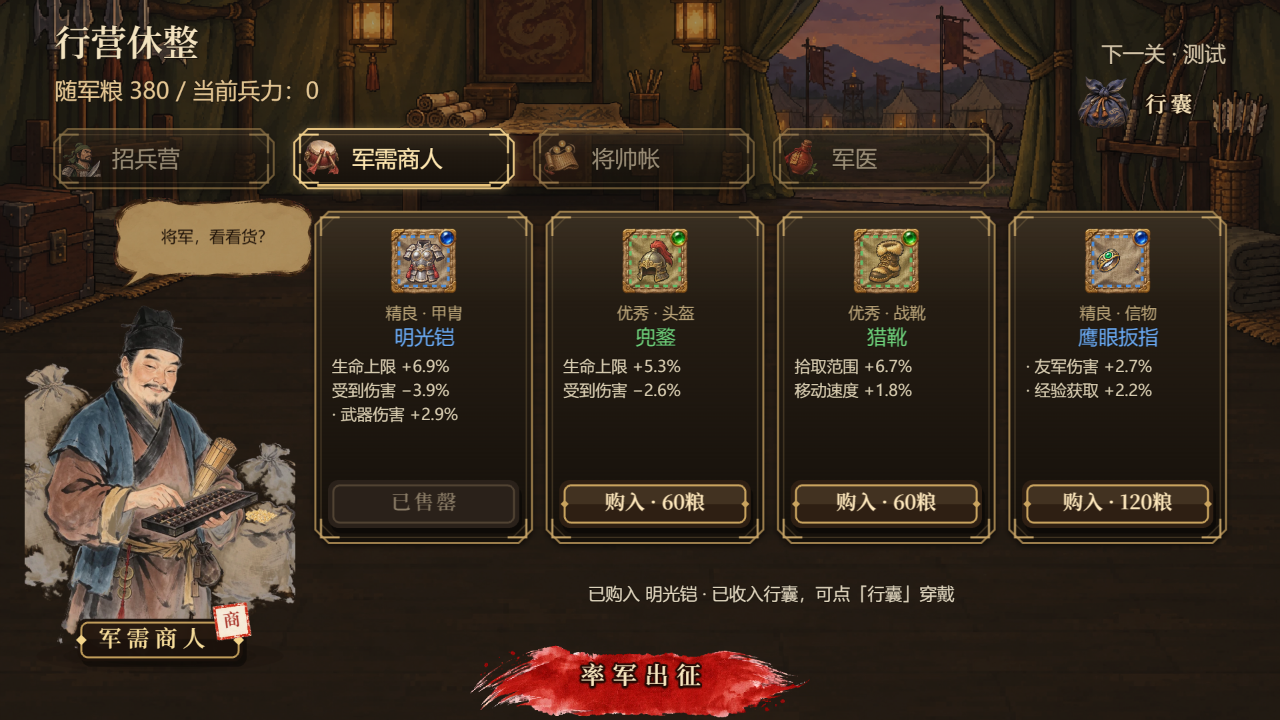 行营休整
随军粮 380 / 当前兵力：0
下一关 · 测试
行囊
招兵营
军需商人
将帅帐
军医
将军，看看货？
精良 · 甲胄
明光铠
生命上限 +6.9%
受到伤害 −3.9%
· 武器伤害 +2.9%
已售罄
优秀 · 头盔
兜鍪
生命上限 +5.3%
受到伤害 −2.6%
购入 · 60粮
优秀 · 战靴
猎靴
拾取范围 +6.7%
移动速度 +1.8%
购入 · 60粮
精良 · 信物
鹰眼扳指
· 友军伤害 +2.7%
· 经验获取 +2.2%
购入 · 120粮
已购入 明光铠 · 已收入行囊，可点「行囊」穿戴
商
军需商人
率军出征